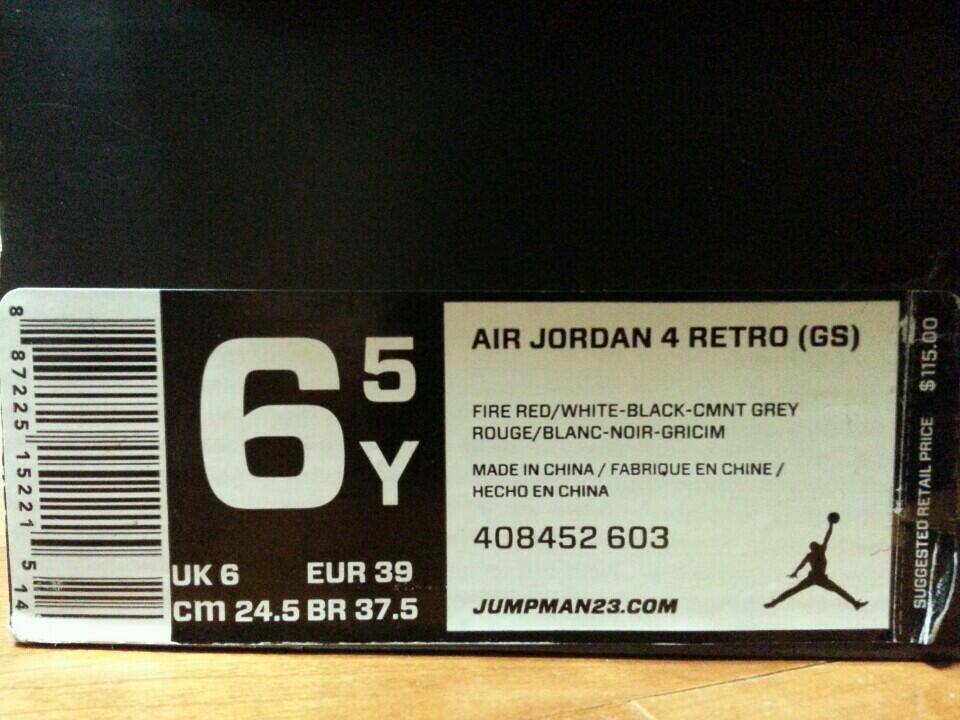 8 87225 15221 5 14
6 5 Y
UK 6 EUR 39
cm 24.5 BR 37.5
AIR JORDAN 4 RETRO (GS)
FIRE RED/WHITE-BLACK-CMNT GREY
ROUGE/BLANC-NOIR-GRICIM
MADE IN CHINA / FABRIQUE EN CHINE /
HECHO EN CHINA
408452 603
JUMPMAN23.COM
SUGGESTED RETAIL PRICE $115.00